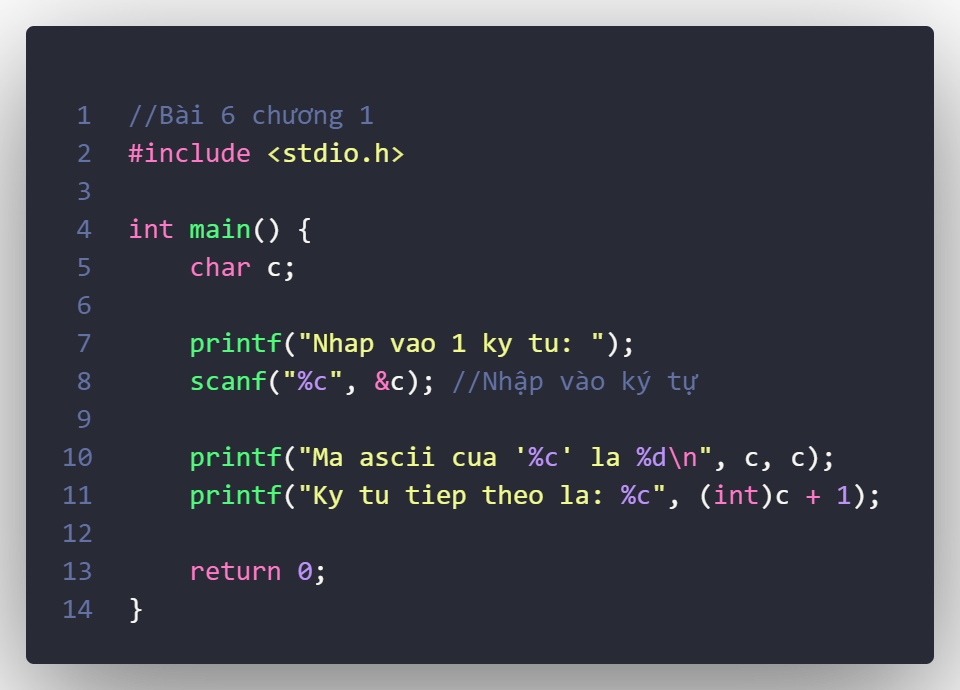 1 //Bài 6 chương 1
2 #include <stdio.h>
3
4 int main() {
5     char c;
6
7     printf("Nhap vao 1 ky tu: ");
8     scanf("%c", &c); //Nhập vào ký tự
9
10     printf("Ma ascii cua '%c' la %d\n", c, c);
11     printf("Ky tu tiep theo la: %c", (int)c + 1);
12
13     return 0;
14 }